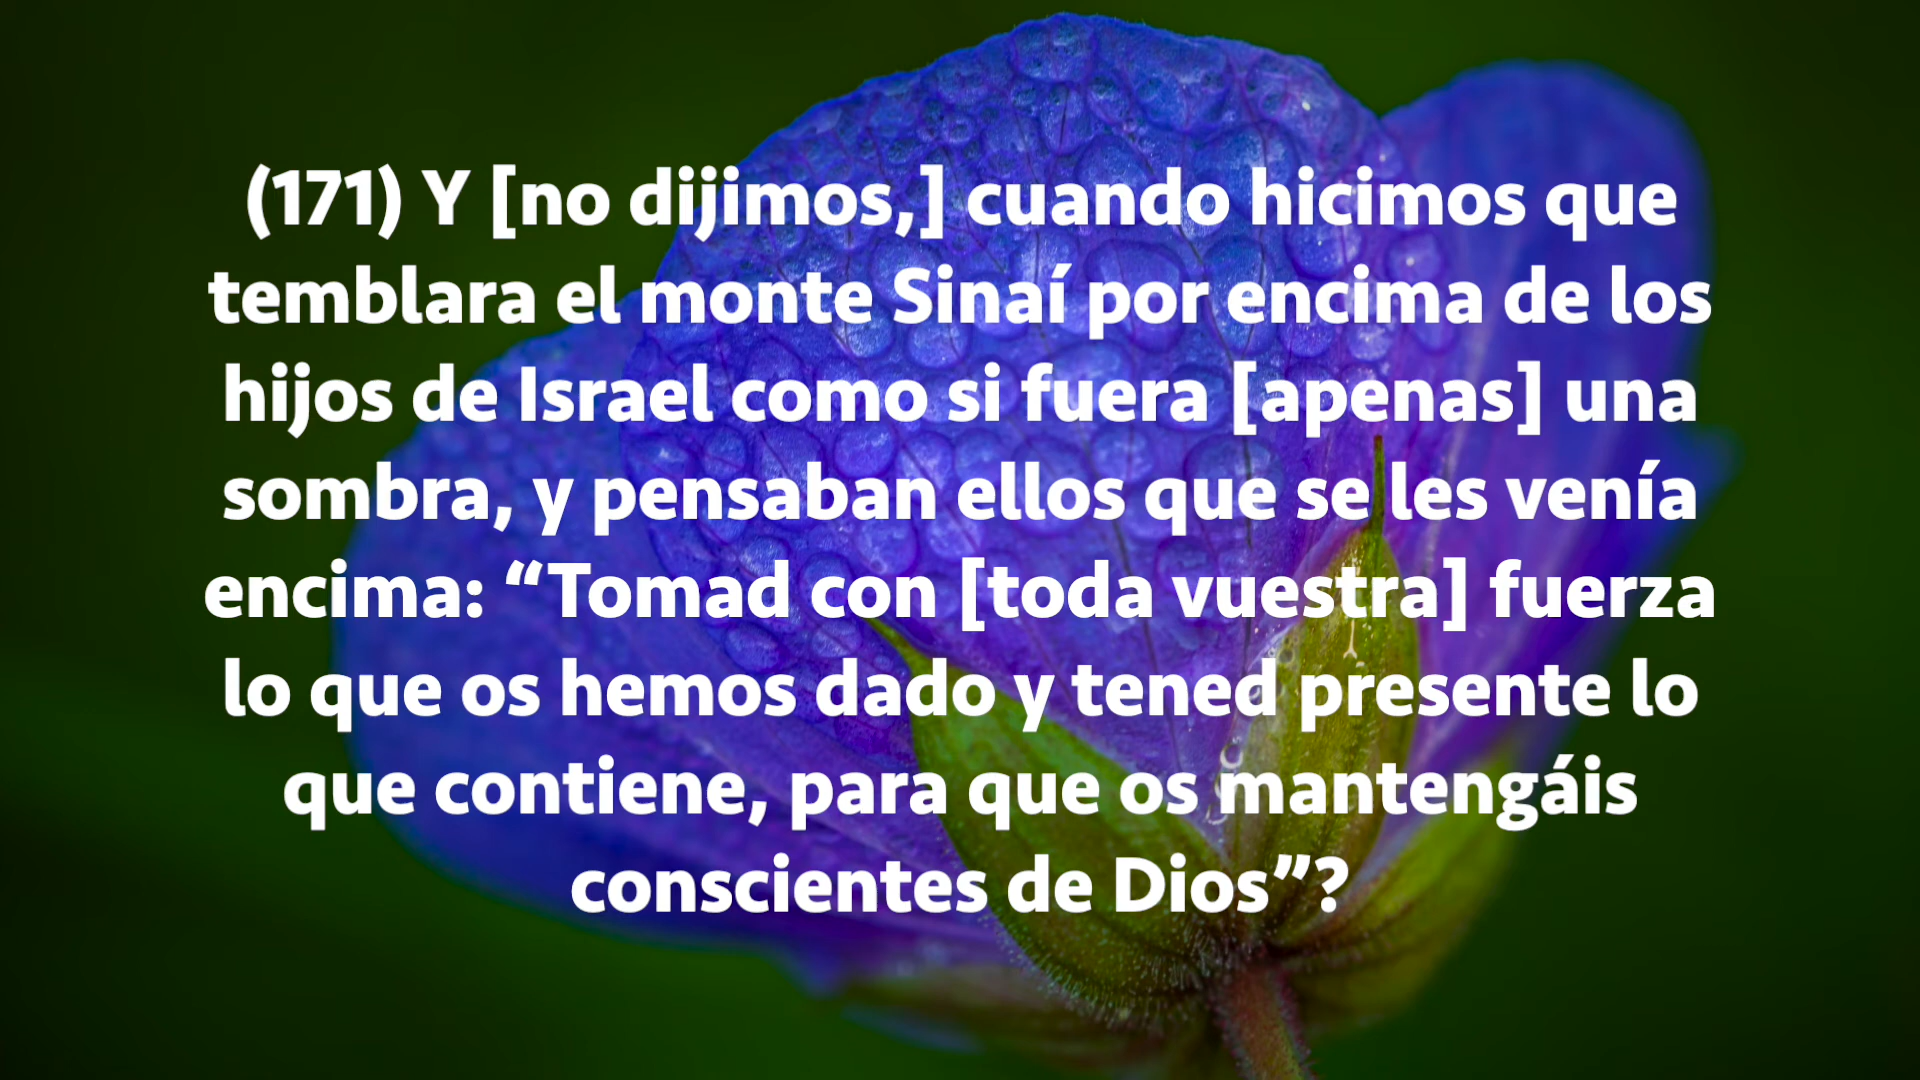 (171) Y [no dijimos,] cuando hicimos que
temblara el monte Sinaí por encima de los
hijos de Israel como si fuera [apenas] una
sombra, y pensaban ellos que se les venía
encima: “Tomad con [toda vuestra] fuerza
lo que os hemos dado y tened presente lo
que contiene, para que os mantengáis
conscientes de Dios”?